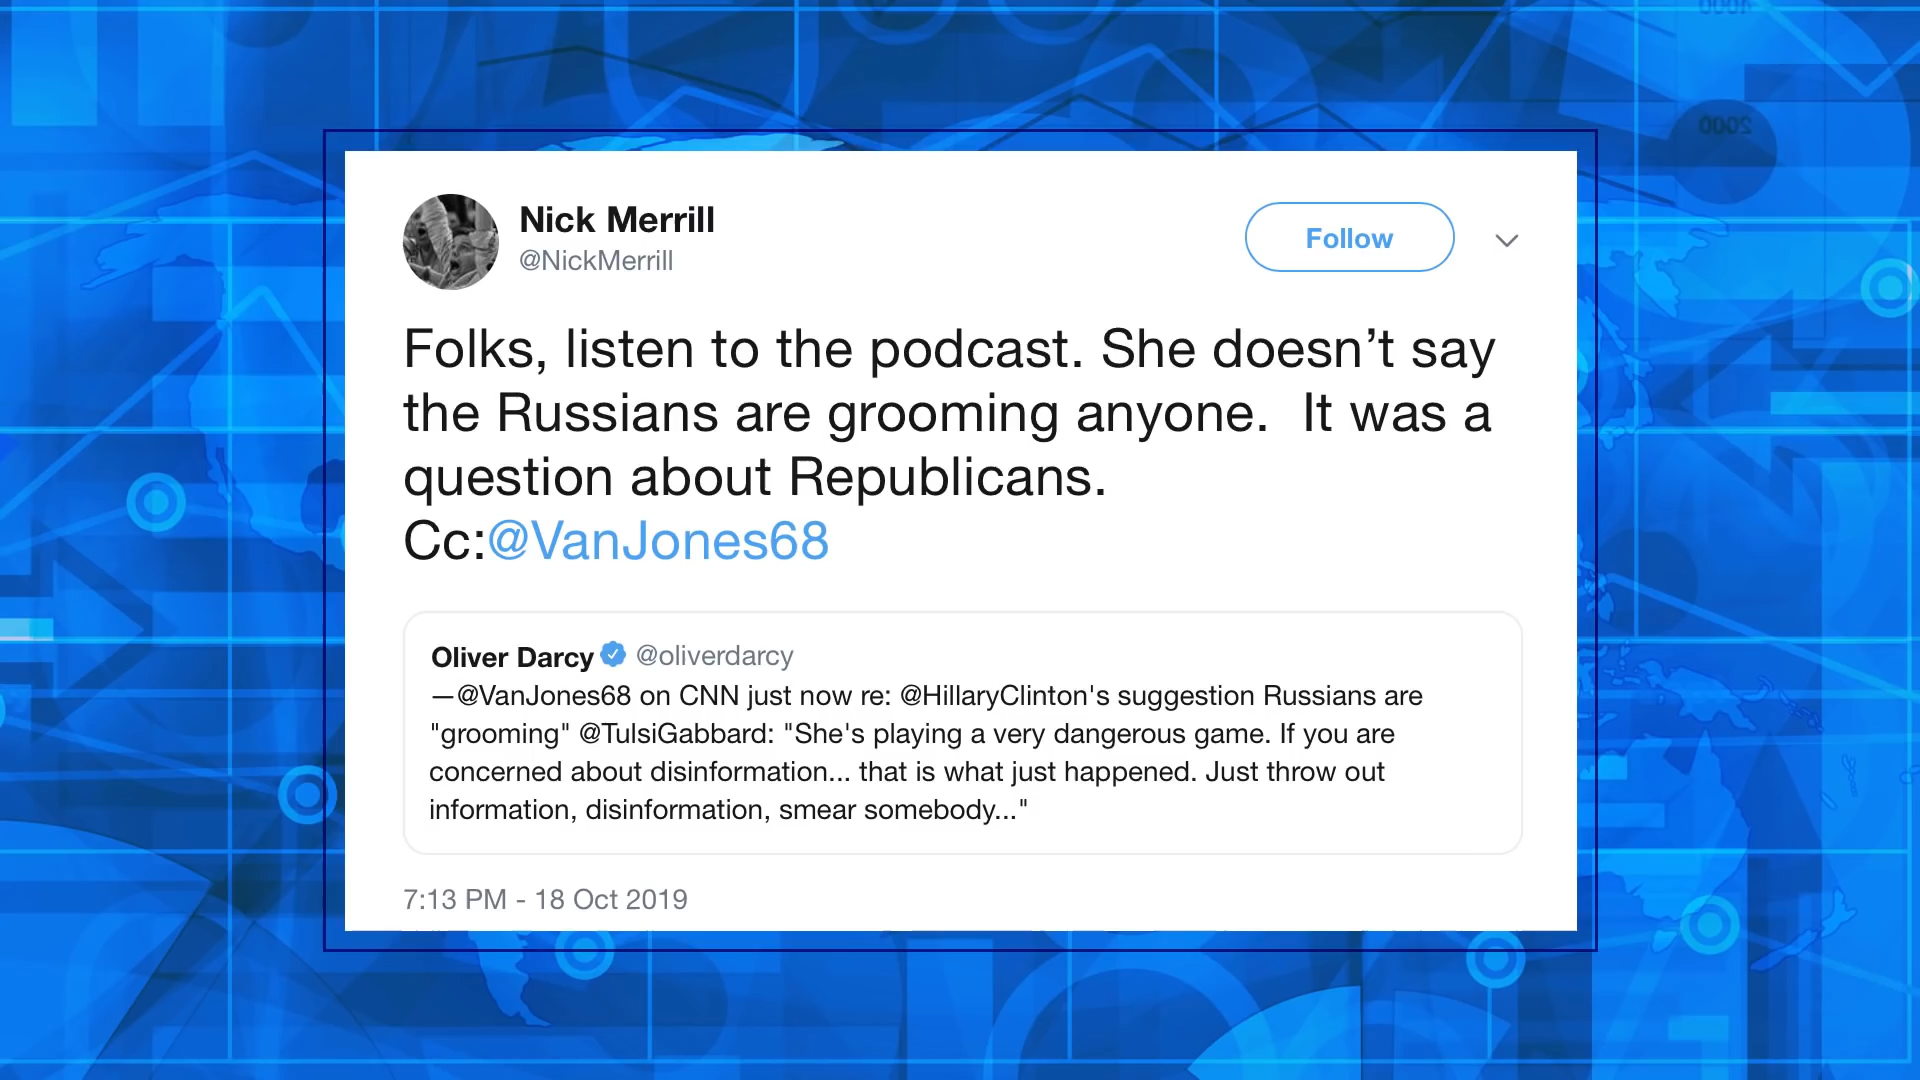 Nick Merrill
@NickMerrill
Follow
Folks, listen to the podcast. She doesn’t say
the Russians are grooming anyone.  It was a
question about Republicans.
Cc:@VanJones68
Oliver Darcy @oliverdarcy
—@VanJones68 on CNN just now re: @HillaryClinton's suggestion Russians are
"grooming" @TulsiGabbard: "She's playing a very dangerous game. If you are
concerned about disinformation... that is what just happened. Just throw out
information, disinformation, smear somebody..."
7:13 PM - 18 Oct 2019